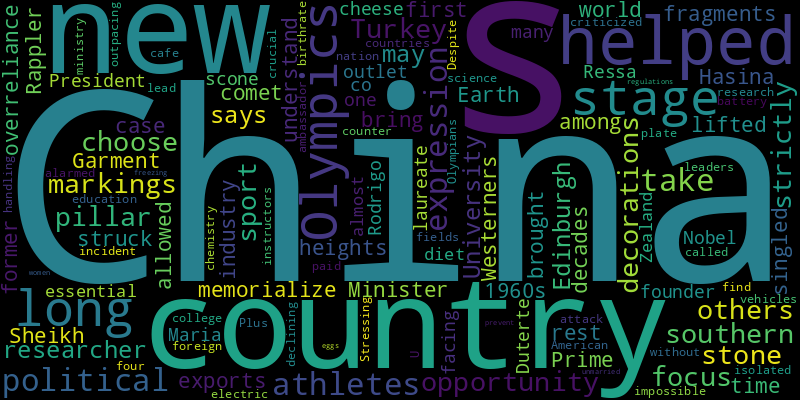 new
China
S
helped
country
stage
long
Olympics
expression
overreliance
Rappler
President
ministry
outpacing
cafe
scone
comet
says
crucial
birthrate
understand
ambassador
cheese
Turkey
outlet
co
one
bring
countries
nation
counter
may
first
Despite
many
science
Earth
criticized
world
fragments
Ressa
Hasina
research
regulations
battery
amongst
lifted
plate
leaders
strictly
lead
case
choose
Garment
markings
alarmed
education
handling
former
pillar
struck
incident
allowed
chemistry
industry
sport
instructors
freezing
women
heights
paid
almost
Rodrigo
diet
laureate
fields
Olympians
University
Westerners
brought
Edinburgh
decades
decorations
take
Zealand
Nobel
called
singled
essential
memorialize
Minister
1960s
founder
find
vehicles
others
Sheikh
researcher
college
Maria
foreign
Plus
four
declining
Stressing
eggs
U
facing
attack
American
prevent
Duterte
rest
Prime
unmarried
without
southern
stone
focus
isolated
time
impossible
political
exports
electric
athletes
opportunity